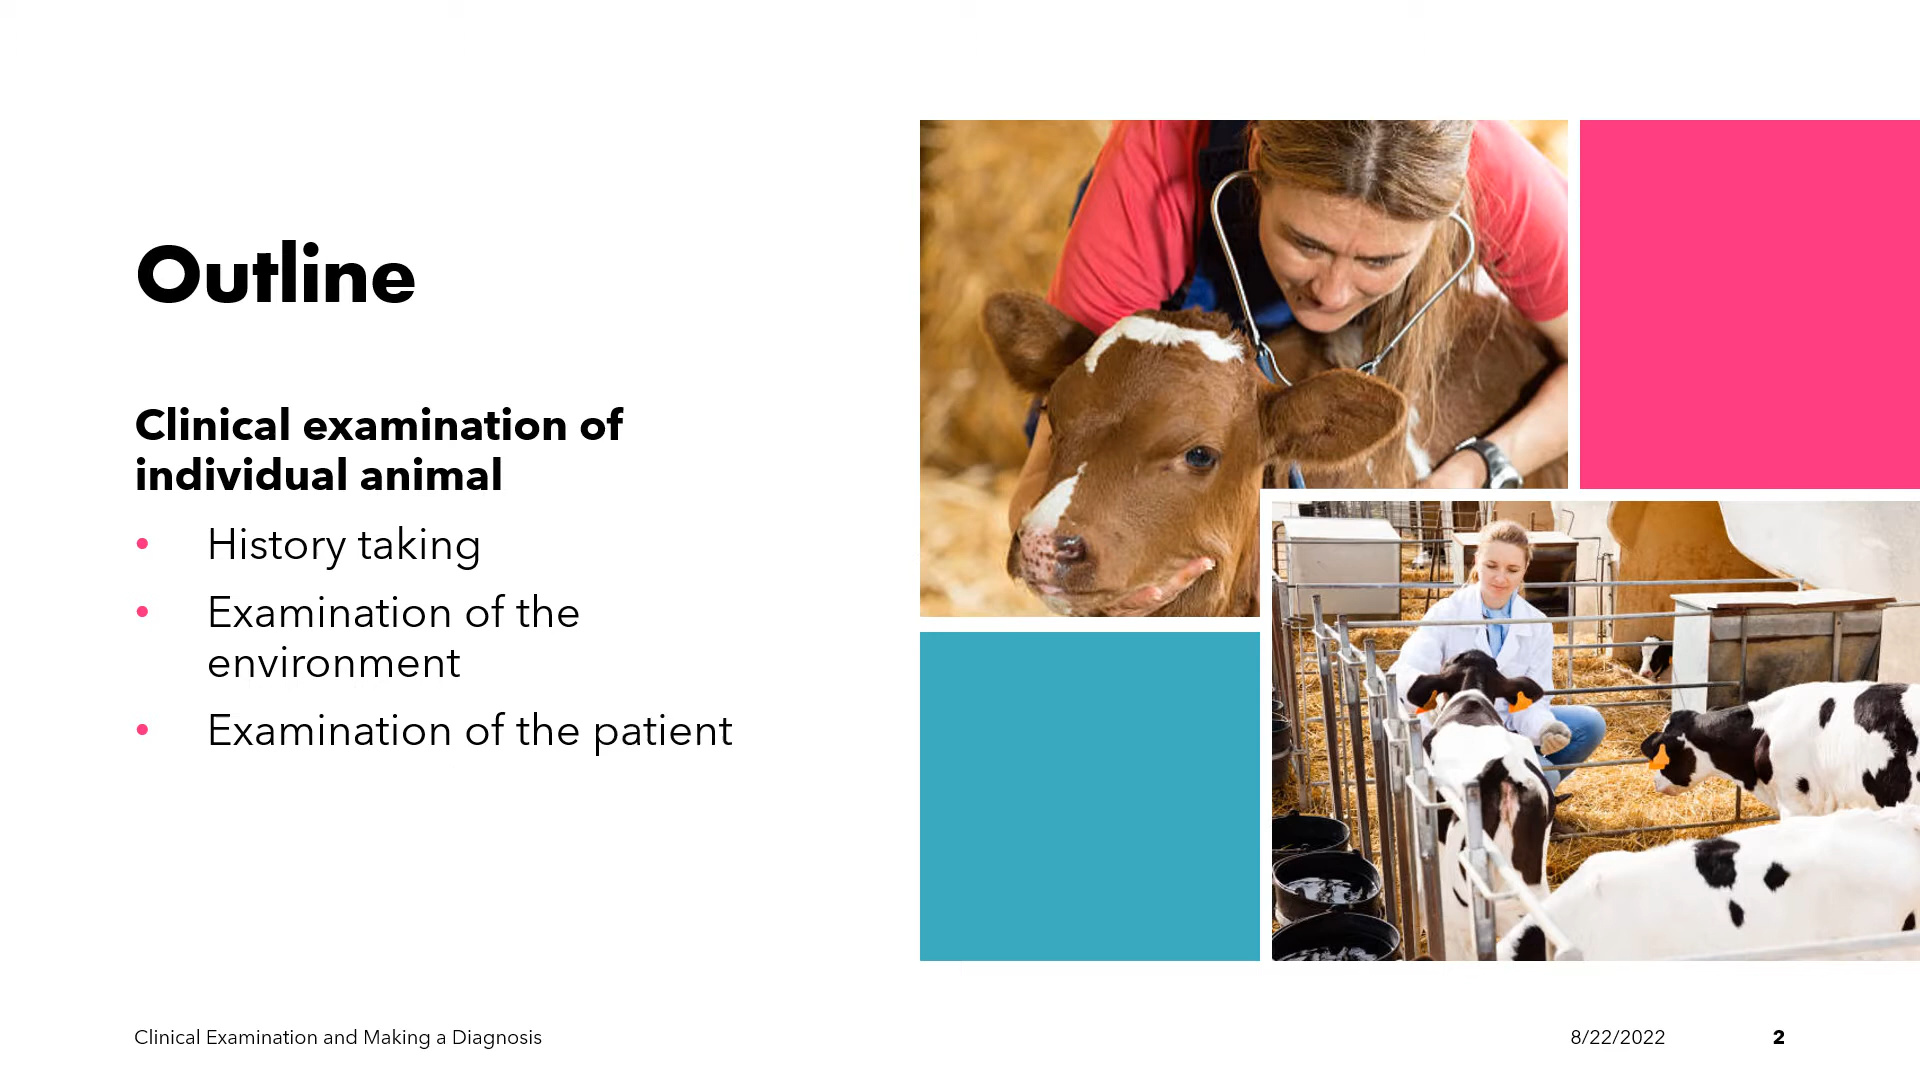 Outline
Clinical examination of
individual animal
• History taking
• Examination of the
environment
• Examination of the patient
Clinical Examination and Making a Diagnosis
8/22/2022
2